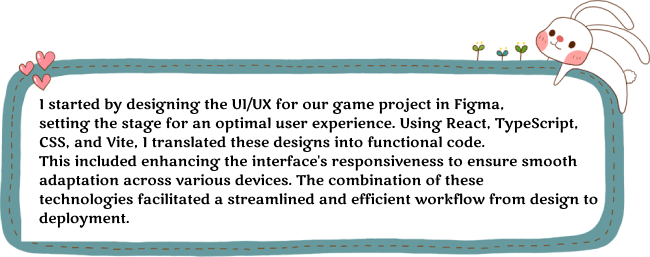 I started by designing the UI/UX for our game project in Figma,
setting the stage for an optimal user experience. Using React, TypeScript,
CSS, and Vite, I translated these designs into functional code.
This included enhancing the interface's responsiveness to ensure smooth
adaptation across various devices. The combination of these
technologies facilitated a streamlined and efficient workflow from design to
deployment.